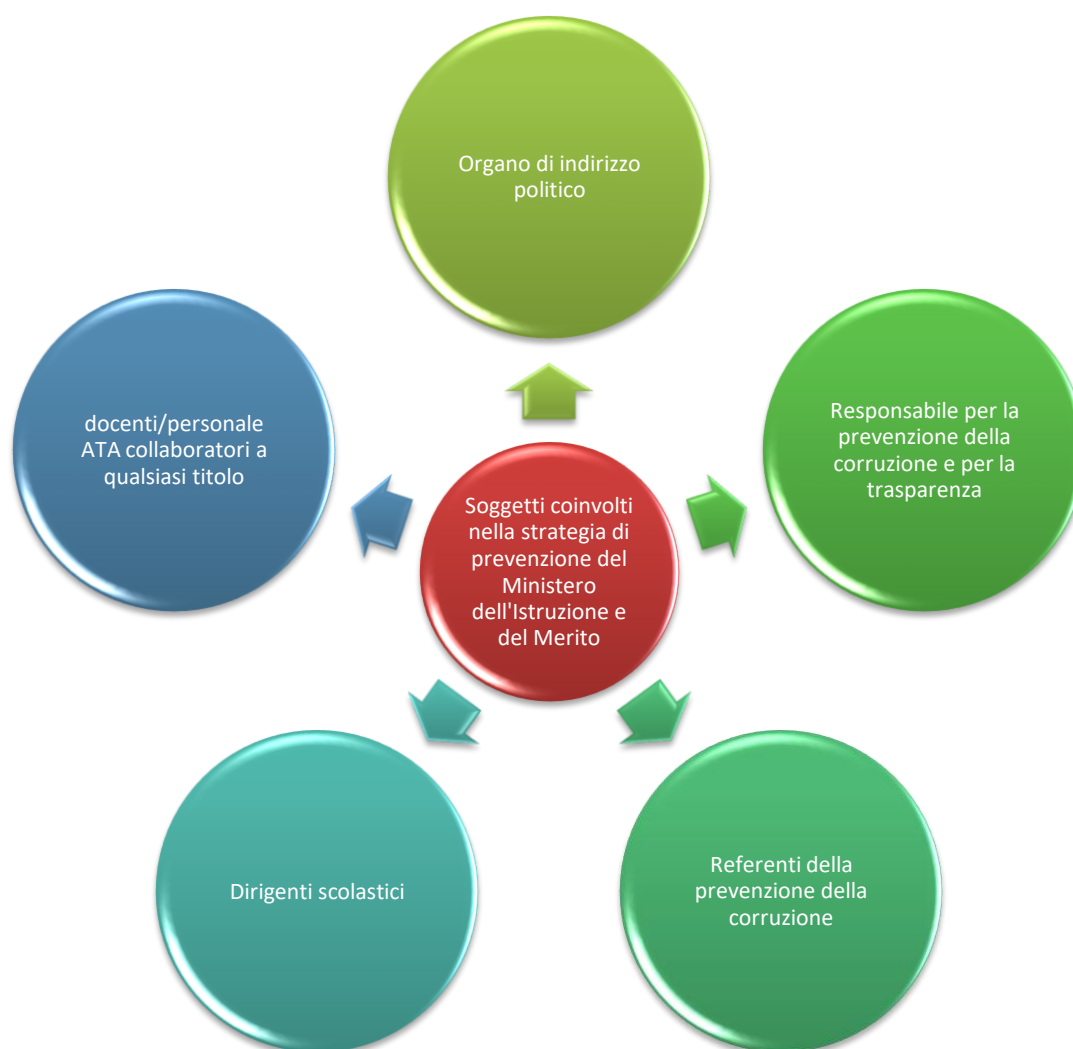 Organo di indirizzo
politico
Responsabile per la
prevenzione della
corruzione e per la
trasparenza
Referenti della
prevenzione della
corruzione
Dirigenti scolastici
docenti/personale
ATA collaboratori a
qualsiasi titolo
Soggetti coinvolti
nella strategia di
prevenzione del
Ministero
dell'Istruzione e
del Merito